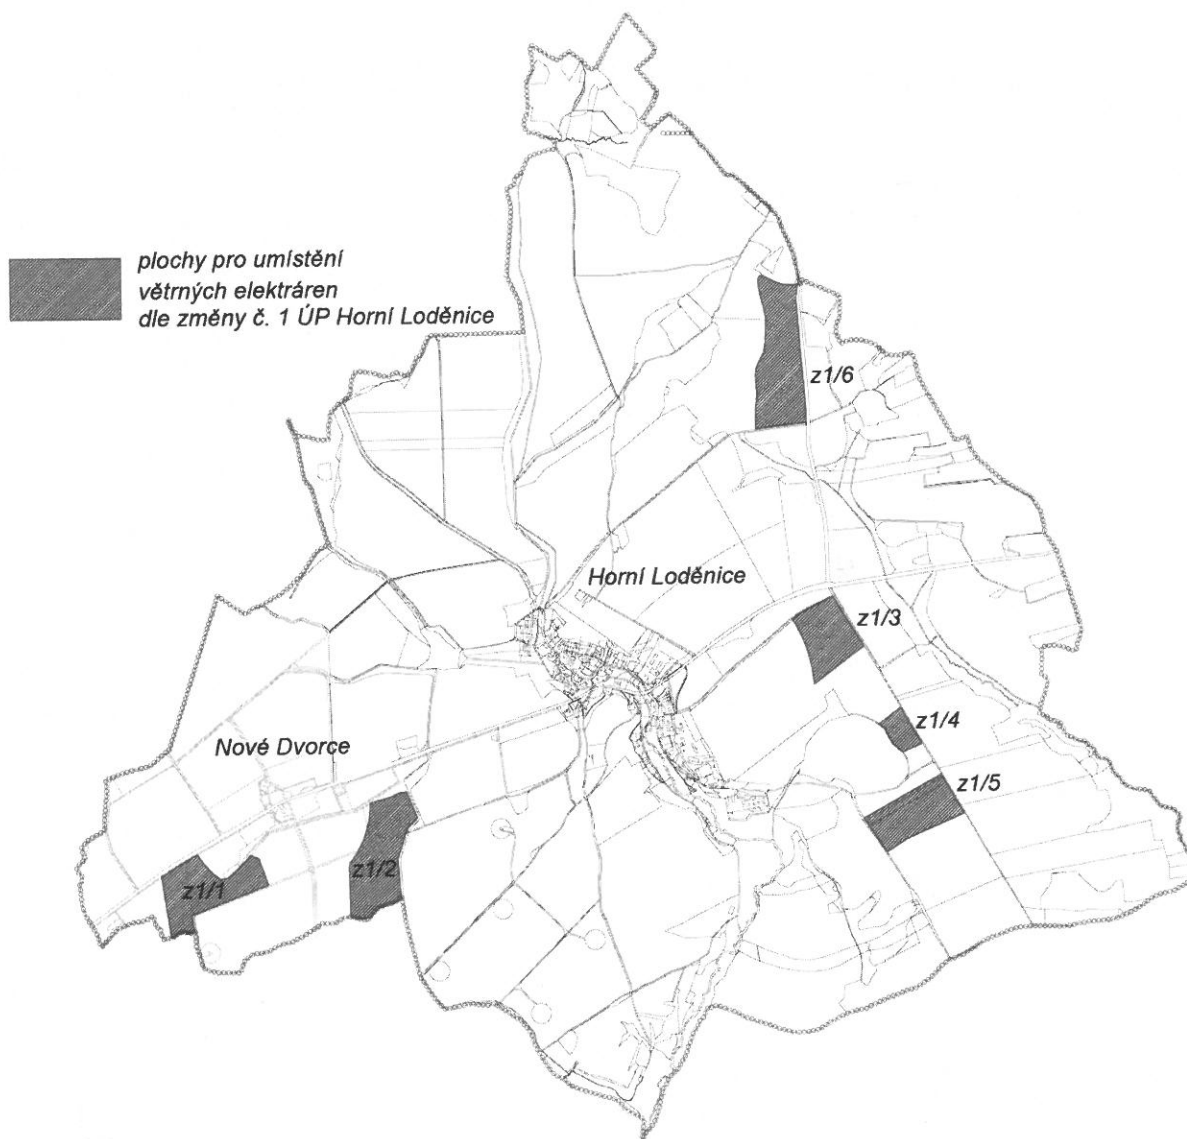 plochy pro umístění
větrných elektráren
dle změny č. 1 ÚP Horní Loděnice
z1/6
Horní Loděnice
z1/3
z1/4
Nové Dvorce
z1/5
z1/2
z1/1